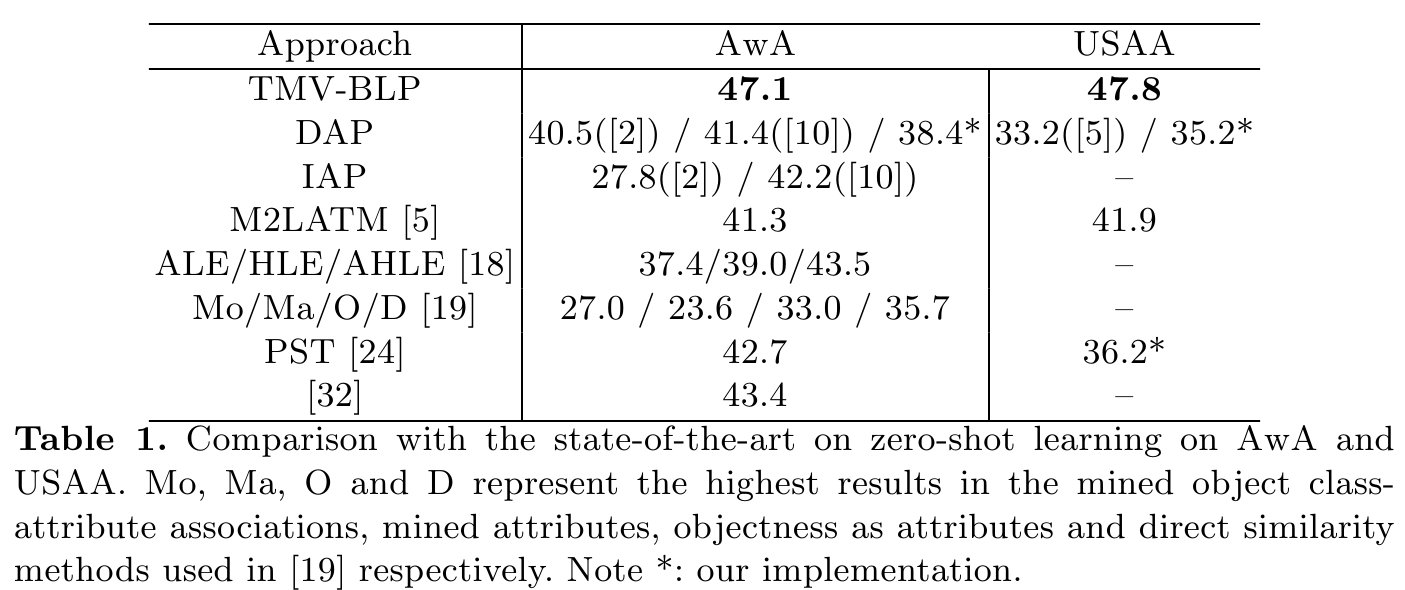 Approach AwA USAA
TMV-BLP 47.1 47.8
DAP 40.5([2]) / 41.4([10]) / 38.4* 33.2([5]) / 35.2*
IAP 27.8([2]) / 42.2([10]) –
M2LATM [5] 41.3 41.9
ALE/HLE/AHLE [18] 37.4/39.0/43.5 –
Mo/Ma/O/D [19] 27.0 / 23.6 / 33.0 / 35.7 –
PST [24] 42.7 36.2*
[32] 43.4 –
Table 1. Comparison with the state-of-the-art on zero-shot learning on AwA and
USAA. Mo, Ma, O and D represent the highest results in the mined object class-
attribute associations, mined attributes, objectness as attributes and direct similarity
methods used in [19] respectively. Note *: our implementation.